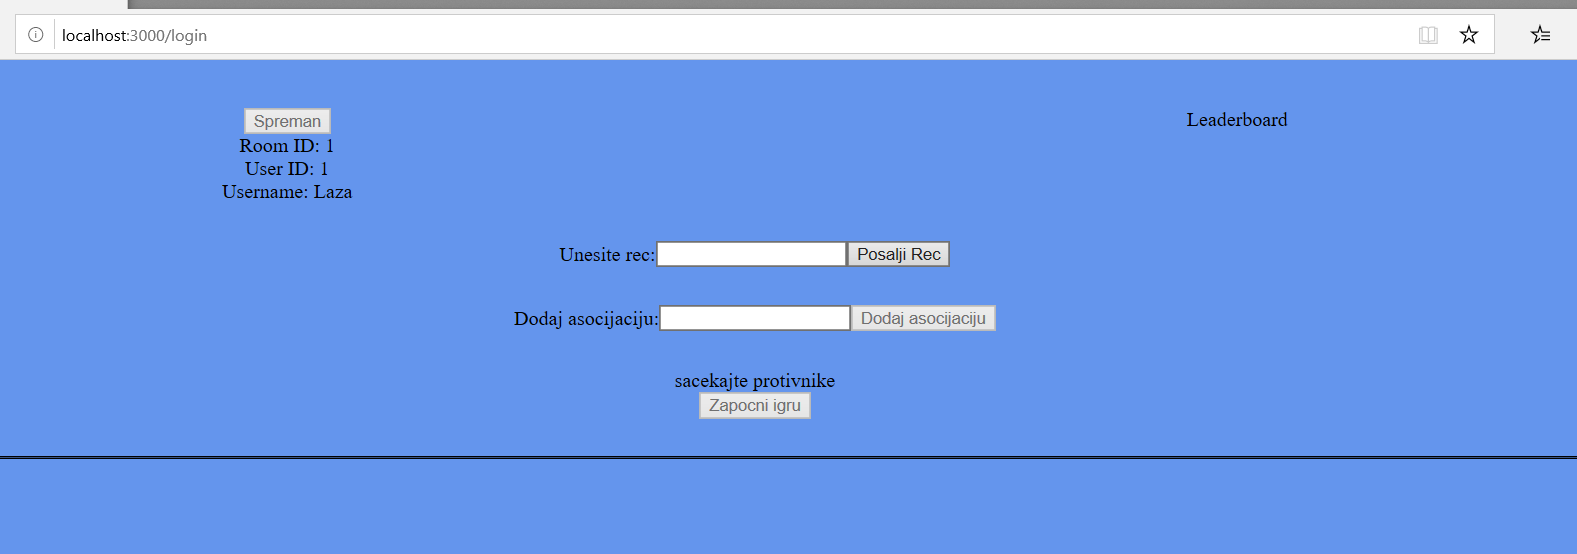 localhost:3000/login
Spreman
Leaderboard
Room ID: 1
User ID: 1
Username: Laza
Unesite rec: Posalji Rec
Dodaj asocijaciju: Dodaj asocijaciju
sacekajte protivnike
Zapocni igru